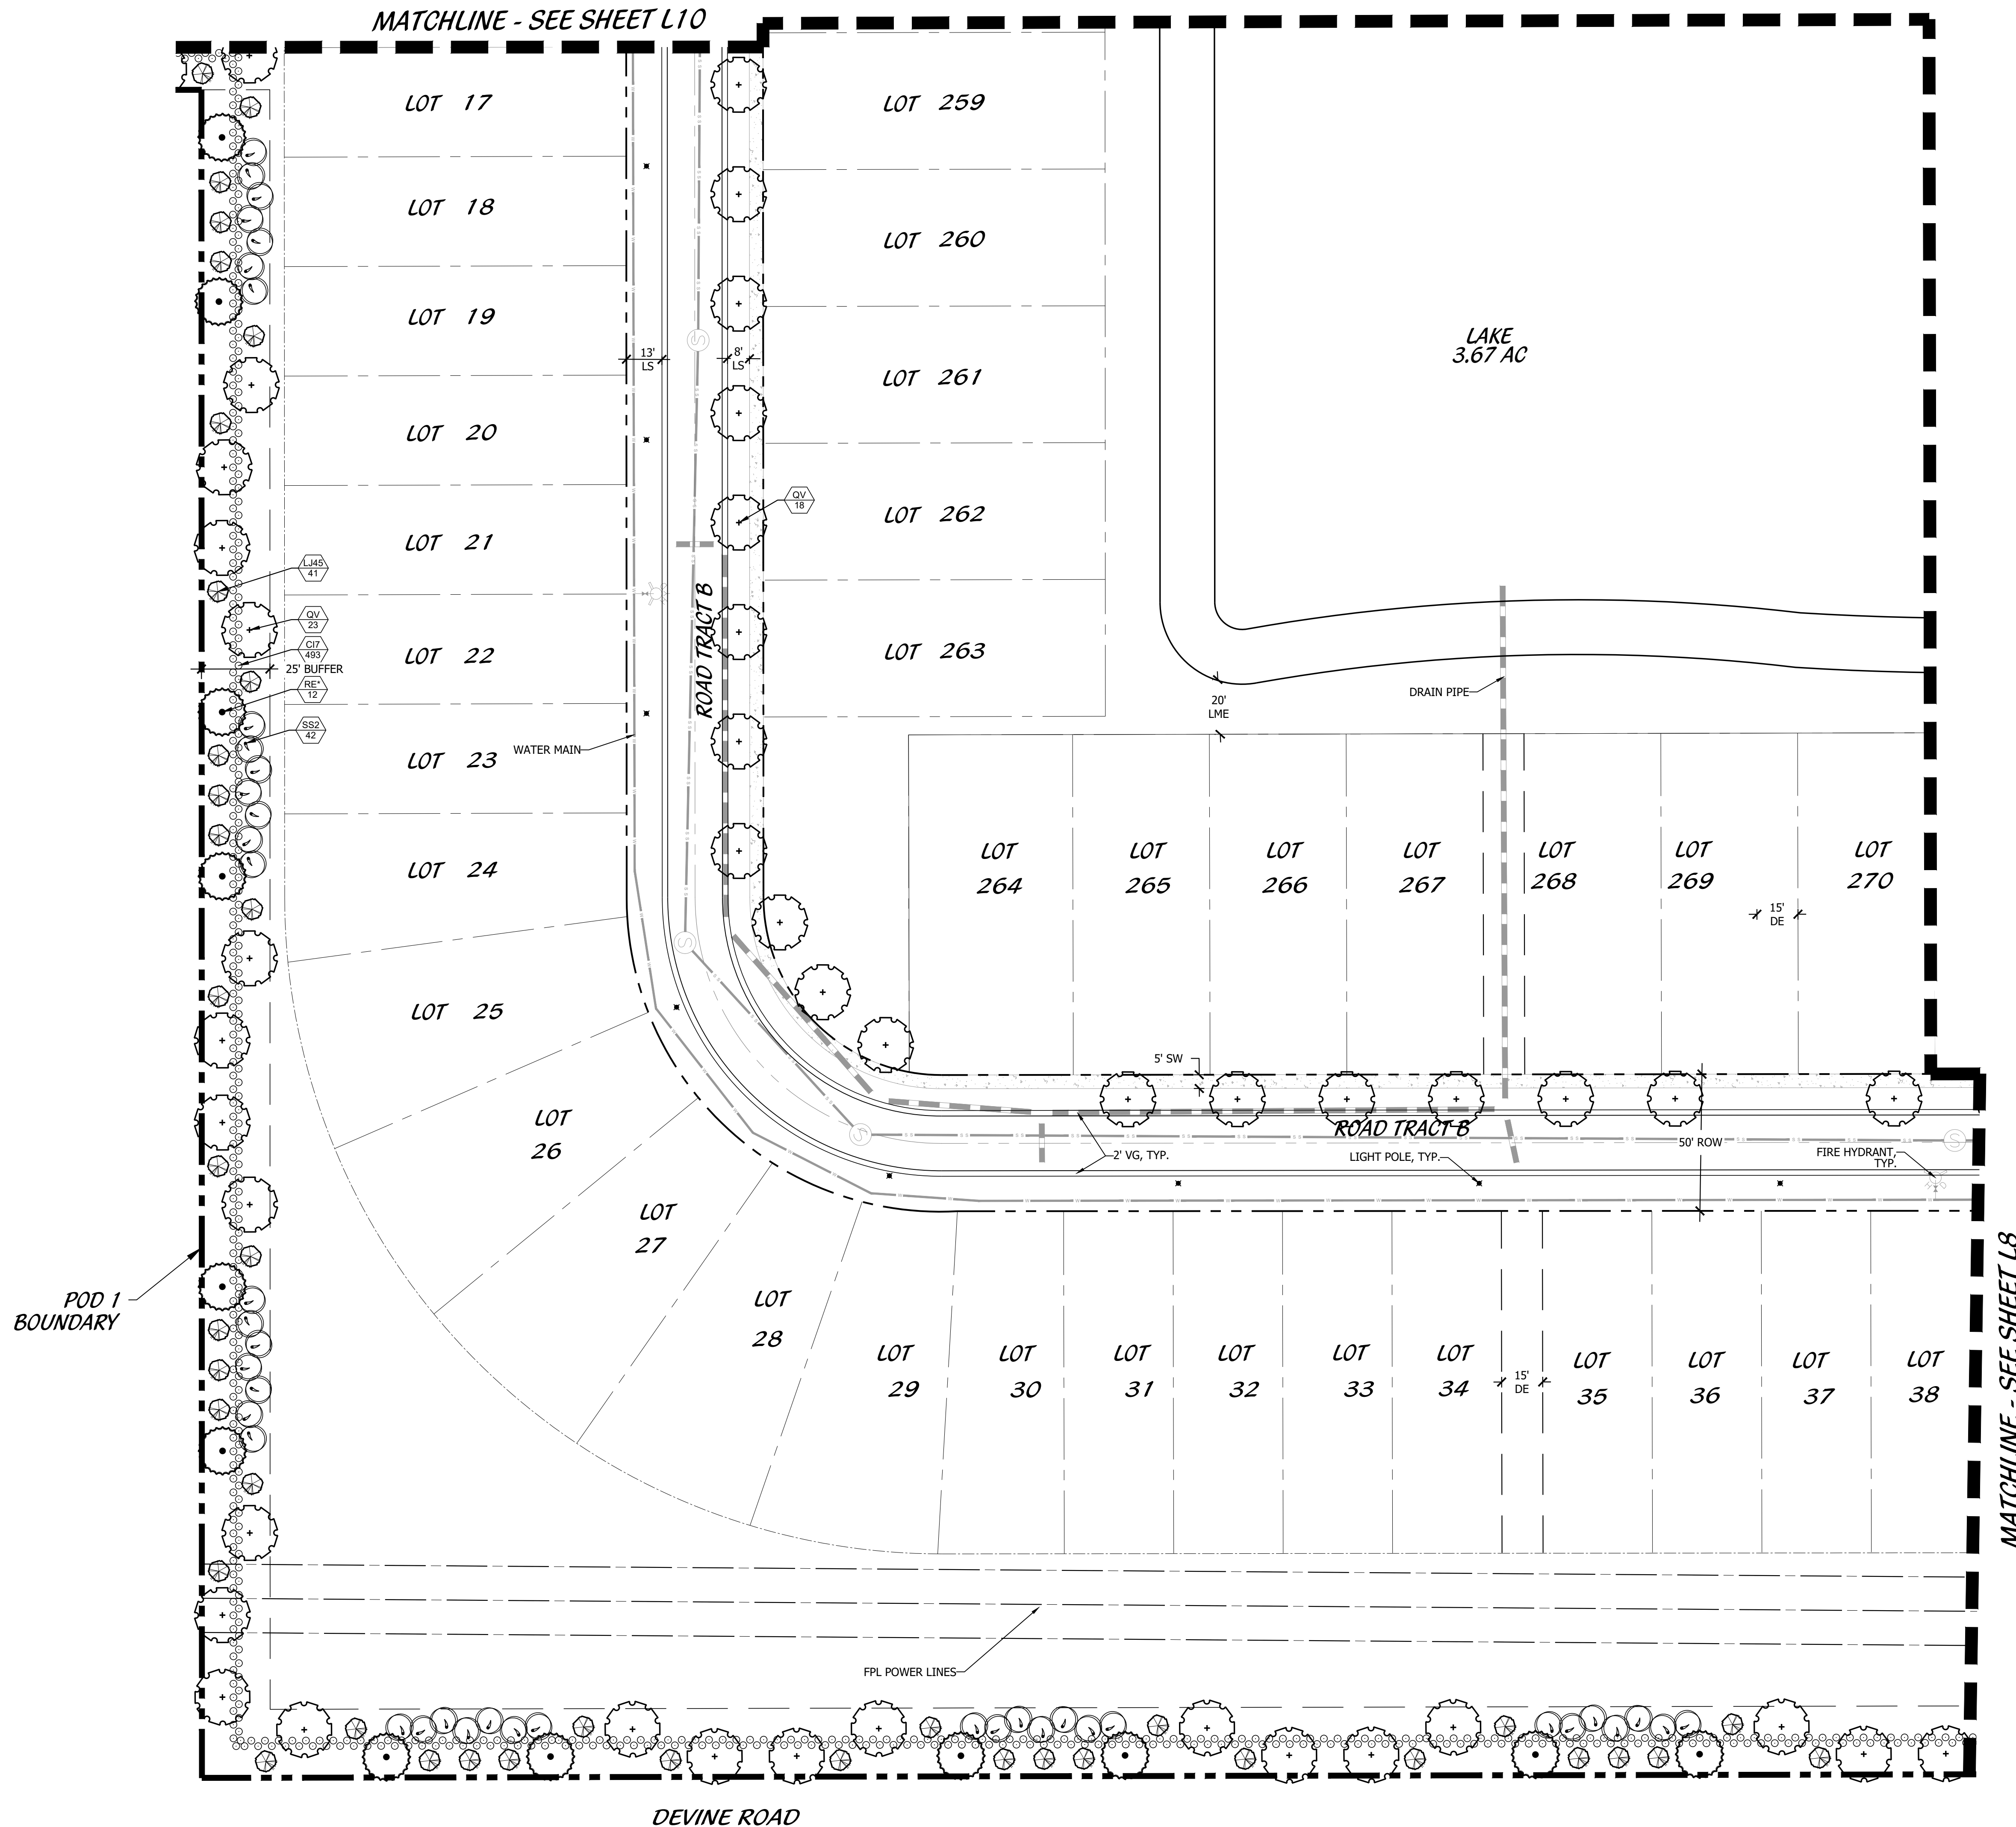 MATCHLINE - SEE SHEET L10
LOT 17
LOT 259
LOT 18
LOT 260
LOT 19
LAKE
3.67 AC
13'
LS
8'
LS
LOT 261
LOT 20
QV
18
LOT 262
LOT 21
LJ45
41
QV
23
CI7
493
25' BUFFER
RE*
12
SS2
42
ROAD TRACT B
LOT 22
LOT 263
DRAIN PIPE
20'
LME
WATER MAIN
LOT 23
LOT
264
LOT
265
LOT
266
LOT
267
LOT
268
LOT
269
LOT
270
LOT 24
15'
DE
LOT 25
5' SW
LOT
26
ROAD TRACT B
2' VG, TYP.
LIGHT POLE, TYP.
50' ROW
FIRE HYDRANT,
TYP.
LOT
27
POD 1
BOUNDARY
LOT
28
LOT
29
LOT
30
LOT
31
LOT
32
LOT
33
LOT
34
15'
DE
LOT
35
LOT
36
LOT
37
LOT
38
MATCHLINE - SEE SHEET L8
FPL POWER LINES
DEVINE ROAD